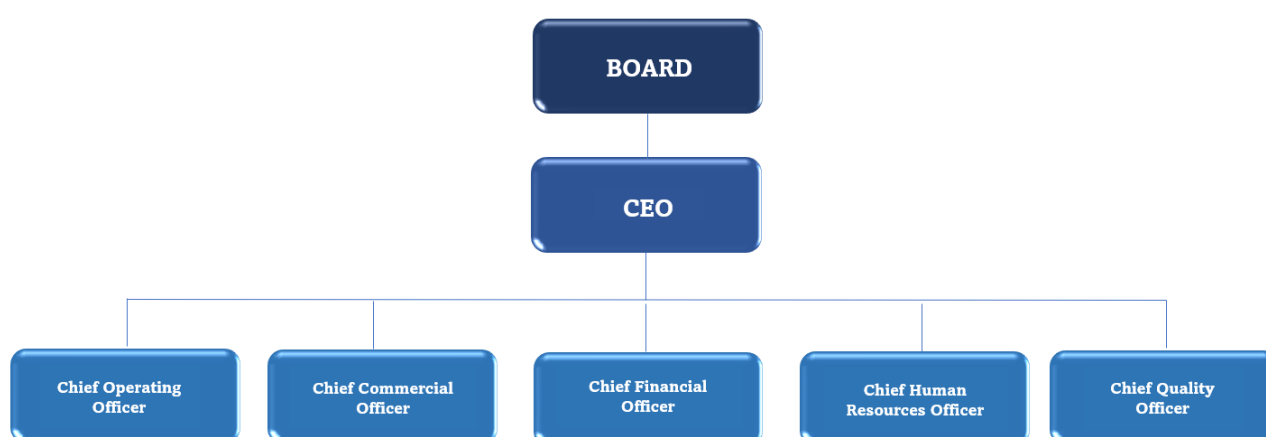 BOARD
CEO
Chief Operating
Officer
Chief Commercial
Officer
Chief Financial
Officer
Chief Human
Resources Officer
Chief Quality
Officer